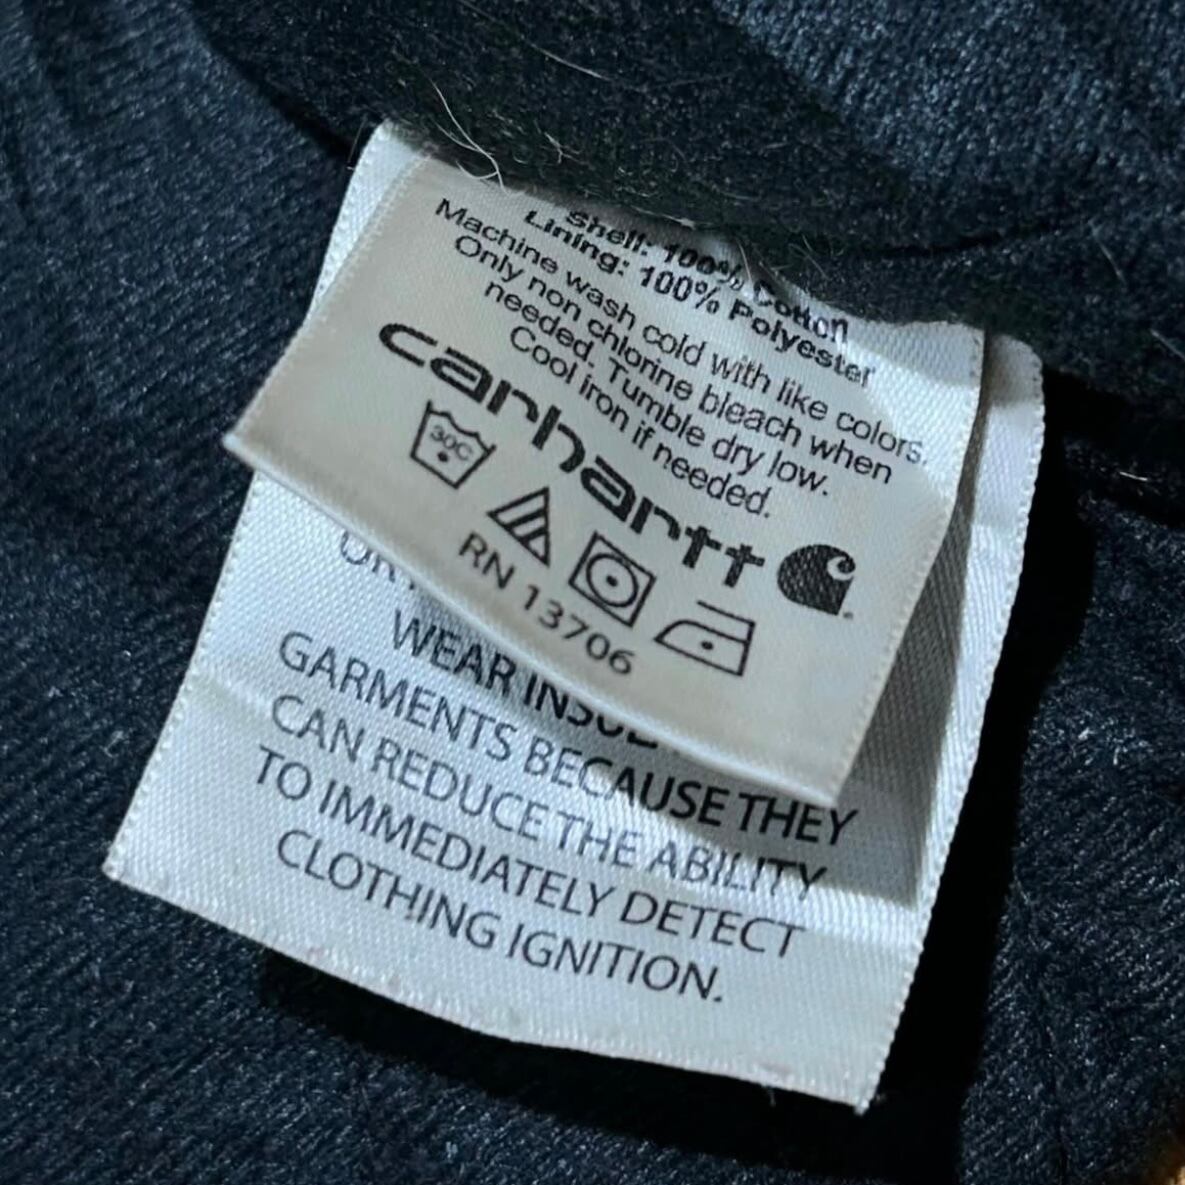 Shell: 100% Cotton
Lining: 100% Polyester
Machine wash cold with like colors.
Only non chlorine bleach when
needed. Tumble dry low.
Cool iron if needed.
carhartt
30C
RN 13706
WEAR
GARMENTS BECAUSE THEY
CAN REDUCE THE ABILITY
TO IMMEDIATELY DETECT
CLOTHING IGNITION.